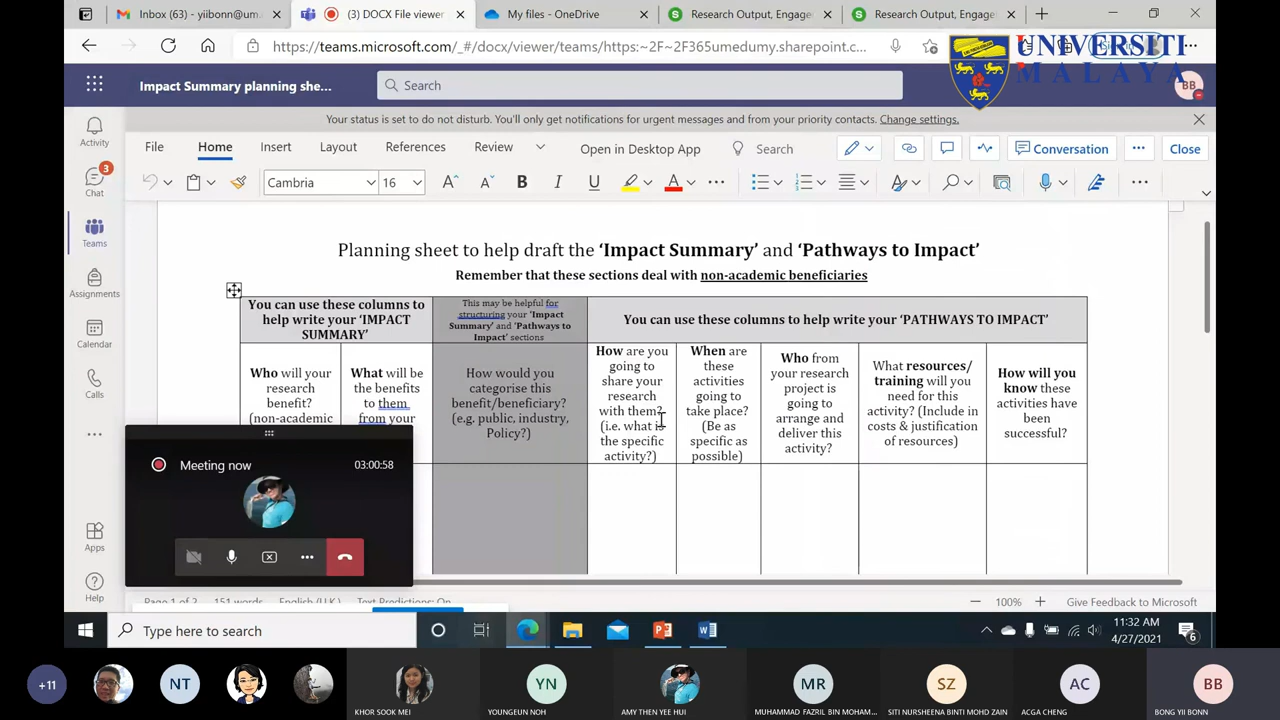 Inbox (63) - yiibonn@um
(3) DOCX File viewer
My files - OneDrive
Research Output, Engage
Research Output, Engage
https://teams.microsoft.com/_#/docx/viewer/teams/https:~2F~2F365umedumy.sharepoint.c...
UNIVERSITI
MALAYA
Impact Summary planning she...
Search
BB
Your status is set to do not disturb. You'll only get notifications for urgent messages and from your priority contacts. Change settings.
Activity
File Home Insert Layout References Review Open in Desktop App Search Conversation Close
Chat 3
Cambria 16
Teams
Assignments
Calendar
Calls
Apps
Help
Planning sheet to help draft the ‘Impact Summary’ and ‘Pathways to Impact’
Remember that these sections deal with non-academic beneficiaries
You can use these columns to
help write your ‘IMPACT
SUMMARY’
This may be helpful for
structuring your ‘Impact
Summary’ and ‘Pathways to
Impact’ sections
You can use these columns to help write your ‘PATHWAYS TO IMPACT’
Who will your
research
benefit?
(non-academic
What will be
the benefits
to them
from your
How would you
categorise this
benefit/beneficiary?
(e.g. public, industry,
Policy?)
How are you
going to
share your
research
with them?
(i.e. what is
the specific
activity?)
When are
these
activities
going to
take place?
(Be as
specific as
possible)
Who from
your research
project is
going to
arrange and
deliver this
activity?
What resources/
training will you
need for this
activity? (Include in
costs & justification
of resources)
How will you
know these
activities have
been
successful?
Meeting now 03:00:58
Page 1 of 3 151 words English (U.K.) Text Predictions: On
100% Give Feedback to Microsoft
Type here to search
11:32 AM
4/27/2021
6
+11
NT
YN
MR
SZ
AC
BB
KHOR SOOK MEI
YOUNGEUN NOH
AMY THEN YEE HUI
MUHAMMAD FAZRIL BIN MOHAM...
SITI NURSHEENA BINTI MOHD ZAIN
ACGA CHENG
BONG YII BONN